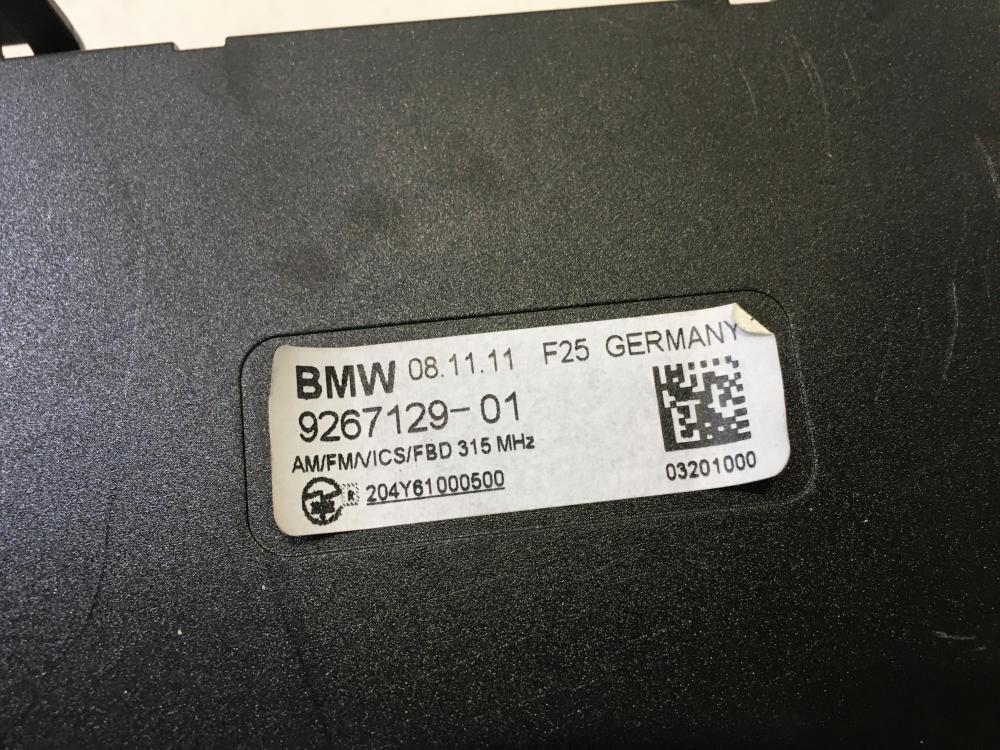 BMW 08.11.11 F25 GERMANY
9267129-01
AM/FM/VICS/FBD 315 MHz
R 204Y61000500
03201000